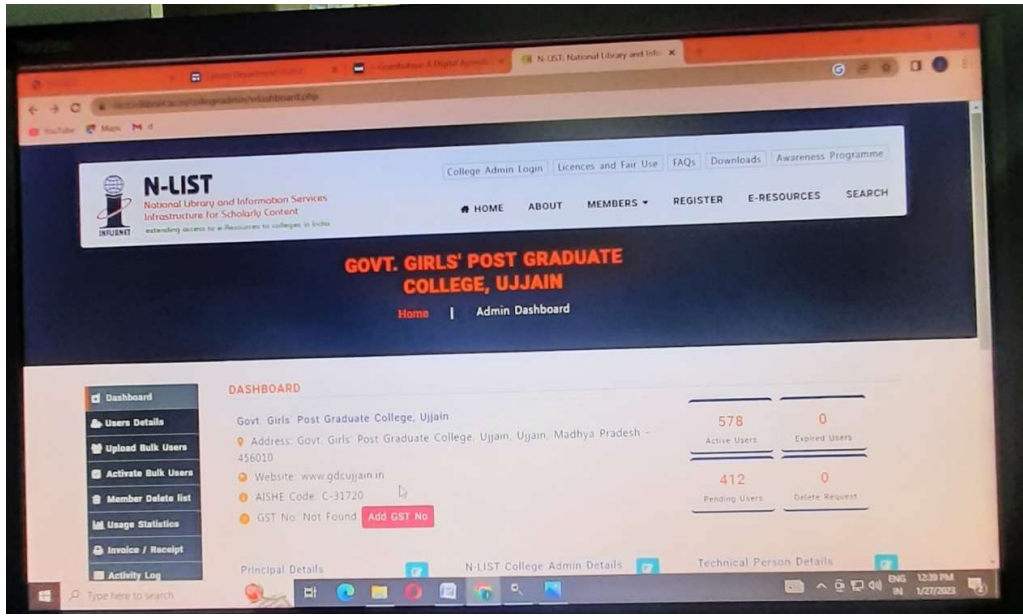 N-LIST: National Library and Info
YouTube Maps
N-LIST
National Library and Information Services
Infrastructure for Scholarly Content
extending access to e-Resources to colleges in India
INFLIBNET
College Admin Login Licences and Fair Use FAQs Downloads Awareness Programme
HOME ABOUT MEMBERS REGISTER E-RESOURCES SEARCH
GOVT. GIRLS' POST GRADUATE
COLLEGE, UJJAIN
Home | Admin Dashboard
Dashboard
Users Details
Upload Bulk Users
Activate Bulk Users
Member Delete list
Usage Statistics
Invoice / Receipt
Activity Log
DASHBOARD
Govt. Girls' Post Graduate College, Ujjain
Address: Govt. Girls' Post Graduate College, Ujjain, Ujjain, Madhya Pradesh -
456010
Website: www.gdcujjain.in
AISHE Code: C-31720
GST No: Not Found Add GST No
578
Active Users
0
Expired Users
412
Pending Users
0
Delete Request
Principal Details
N-LIST College Admin Details
Technical Person Details
Type here to search
ENG
IN
12:39 PM
1/27/2023